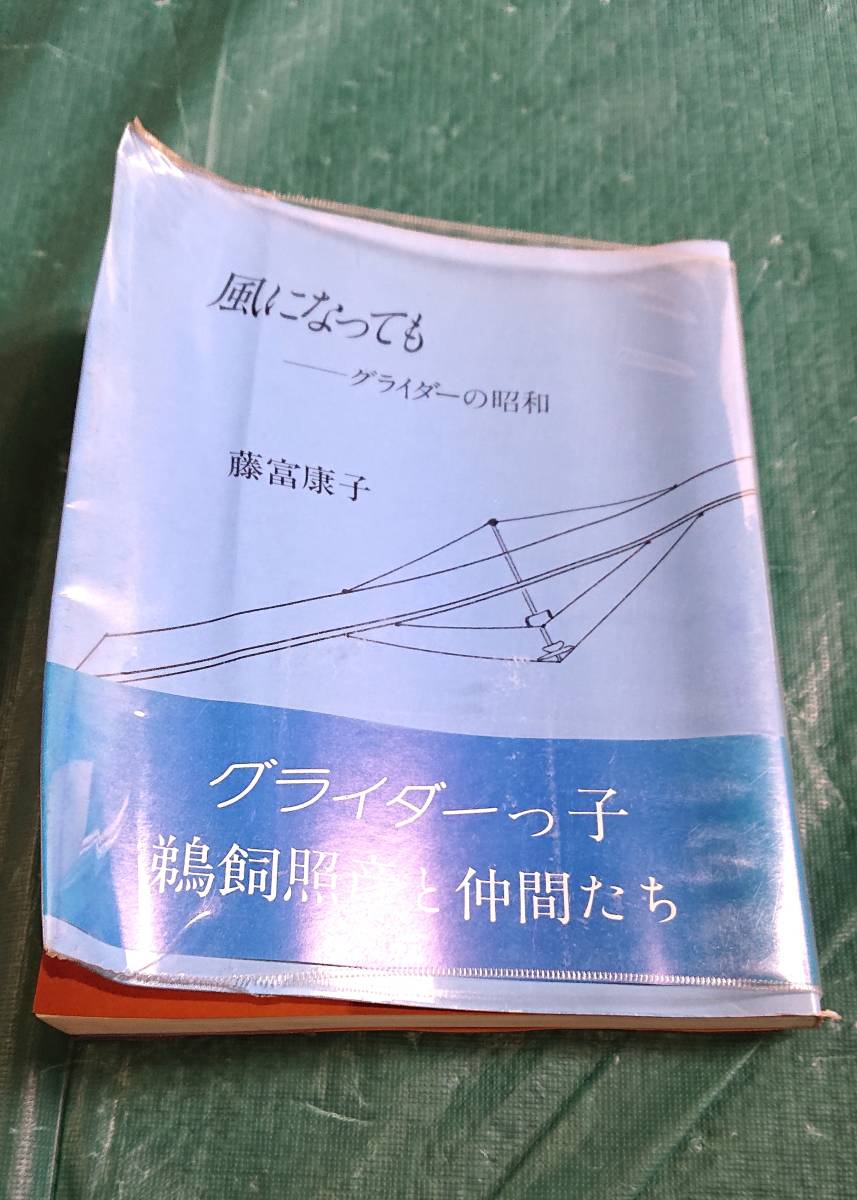 風になっても
――グライダーの昭和
藤富康子
グライダーっ子
鵜飼照彦と仲間たち